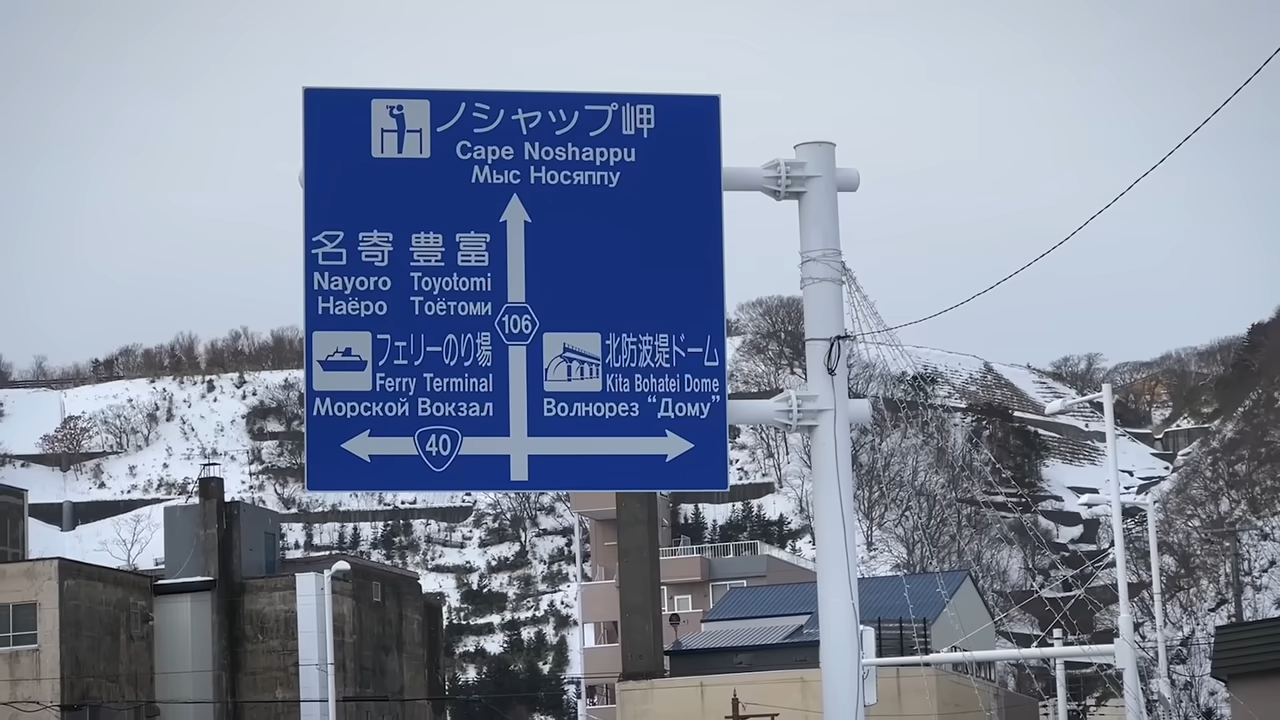 ノシャップ岬
Cape Noshappu
Мыс Носяппу
名寄 豊富
Nayoro Toyotomi
Наёро Тоётоми
106
フェリーのり場
Ferry Terminal
Морской Вокзал
北防波堤ドーム
Kita Bohatei Dome
Волнорез “Дому”
40